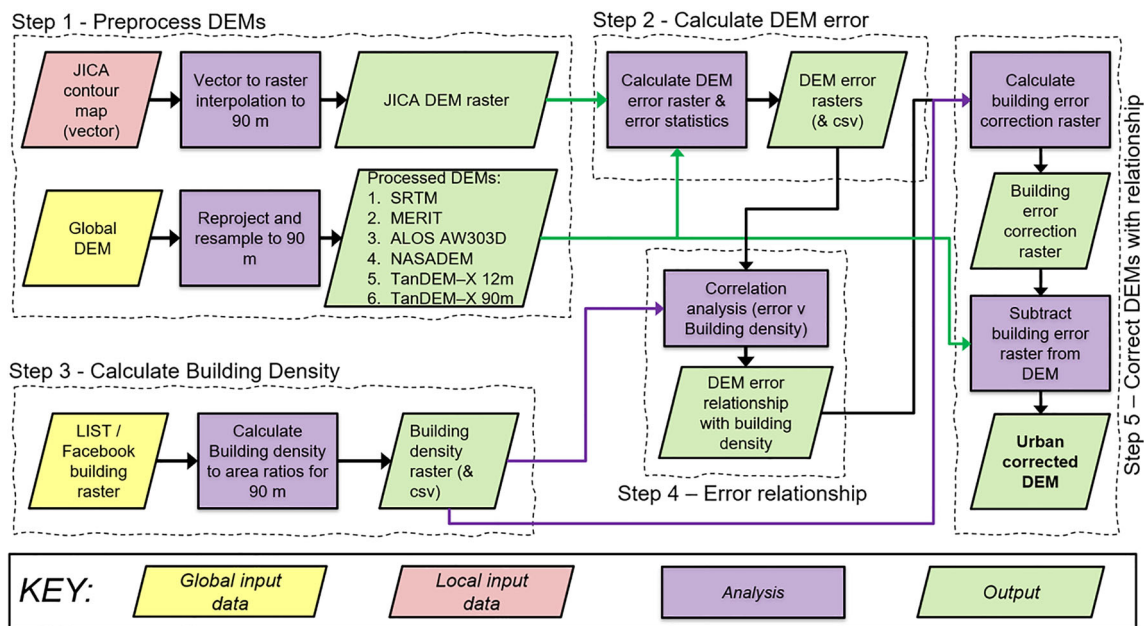 Step 1 - Preprocess DEMs
JICA
contour
map
(vector)
Vector to raster
interpolation to
90 m
JICA DEM raster
Global
DEM
Reproject and
resample to 90
m
Processed DEMs:
1. SRTM
2. MERIT
3. ALOS AW303D
4. NASADEM
5. TanDEM–X 12m
6. TanDEM–X 90m
Step 2 - Calculate DEM error
Calculate DEM
error raster &
error statistics
DEM error
rasters
(& csv)
Step 3 - Calculate Building Density
LIST /
Facebook
building
raster
Calculate
Building density
to area ratios for
90 m
Building
density
raster (&
csv)
Correlation
analysis (error v
Building density)
DEM error
relationship
with building
density
Step 4 – Error relationship
Calculate
building error
correction raster
Building
error
correction
raster
Subtract
building error
raster from
DEM
Urban
corrected
DEM
Step 5 – Correct DEMs with relationship
KEY:
Global input
data
Local input
data
Analysis
Output